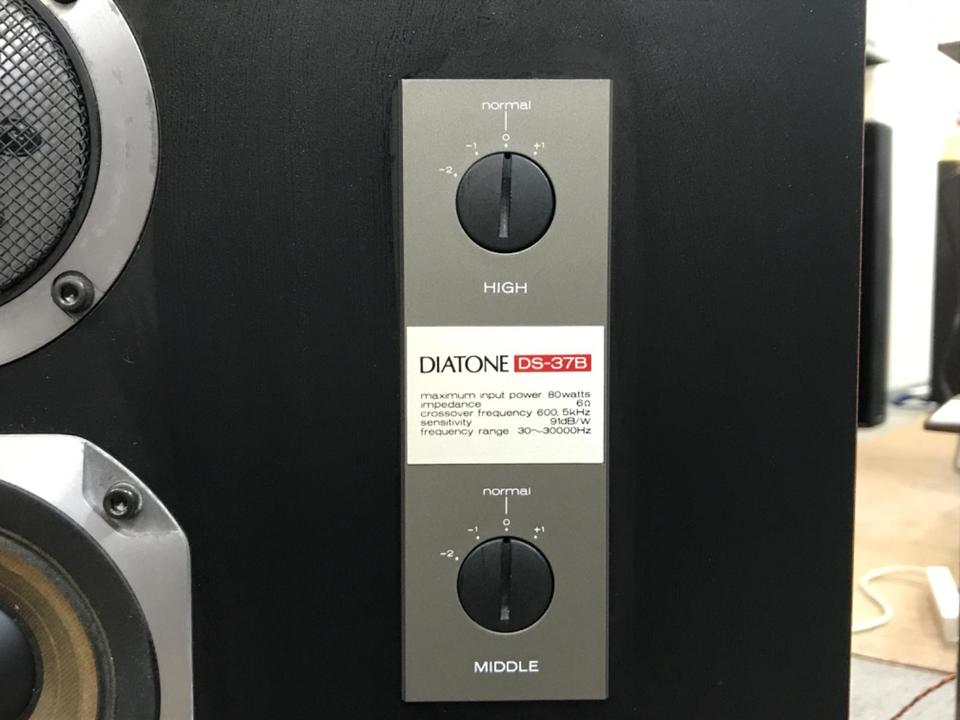 normal
0
-1 +1
-2
HIGH
DIATONE DS-37B
maximum input power 80watts
impedance 6Ω
crossover frequency 600, 5kHz
sensitivity 91dB/W
frequency range 30~30000Hz
normal
0
-1 +1
-2
MIDDLE